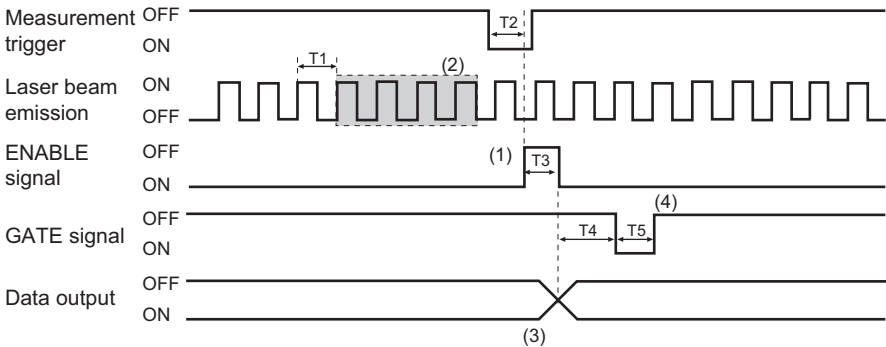 Measurement trigger
OFF
ON
T2
Laser beam emission
ON
OFF
T1
(2)
ENABLE signal
OFF
ON
(1)
T3
GATE signal
OFF
ON
T4
T5
(4)
Data output
OFF
ON
(3)